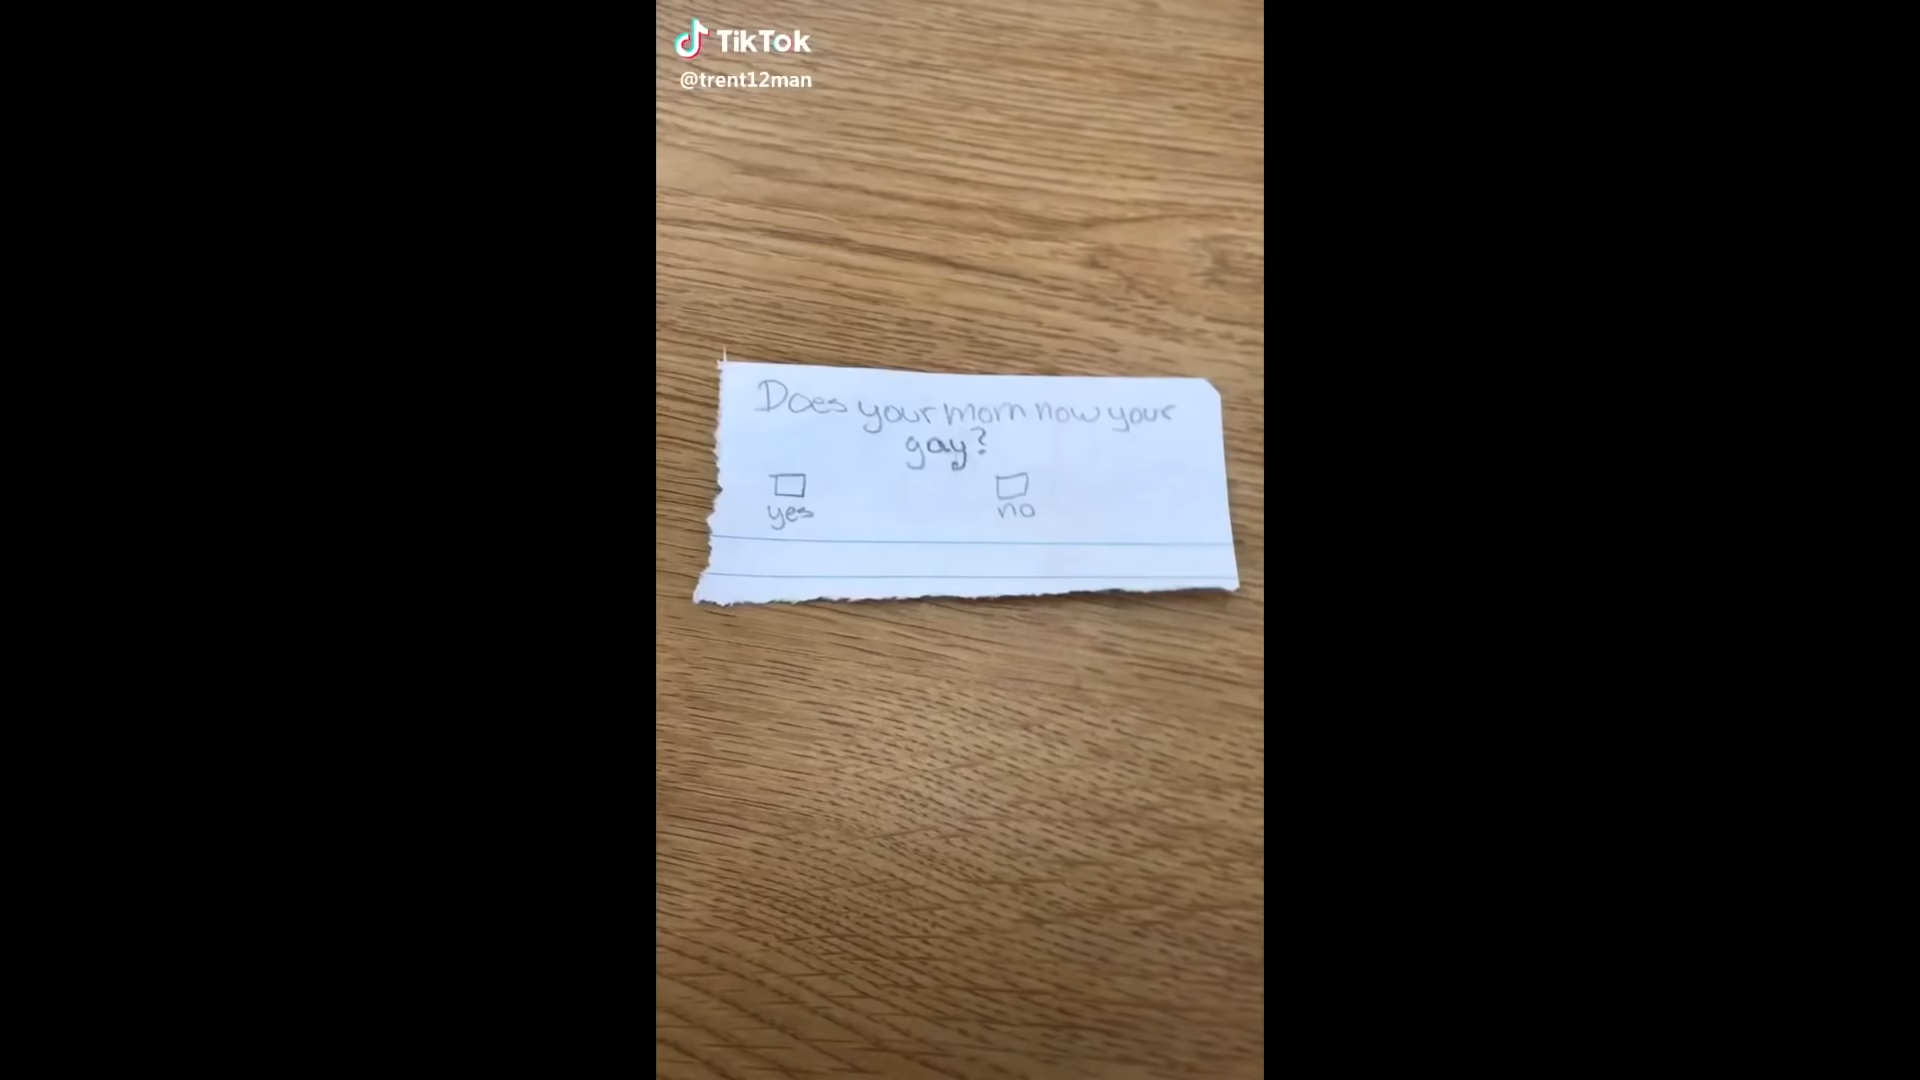 TikTok
@trent12man
Does your mom now your
gay?
yes no